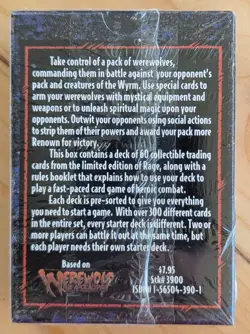 Take control of a pack of werewolves,
commanding them in battle against your opponent's
pack and creatures of the Wyrm. Use special cards to
arm your werewolves with mystical equipment and
weapons or to unleash spiritual magic upon your
opponents. Outwit your opponents using social actions
to strip them of their powers and award your pack more
Renown for victory.
This box contains a deck of 60 collectible trading
cards from the limited edition of Rage, along with a
rules booklet that explains how to use your deck to
play a fast-paced card game of heroic combat.
Each deck is pre-sorted to give you everything
you need to start a game. With over 300 different cards
in the entire set, every starter deck is different. Two or
more players can battle it out at the same time, but
each player needs their own starter deck.
Based on
WEREWOLF
$7.95
Stk# 3900
ISBN# 1-56504-390-1